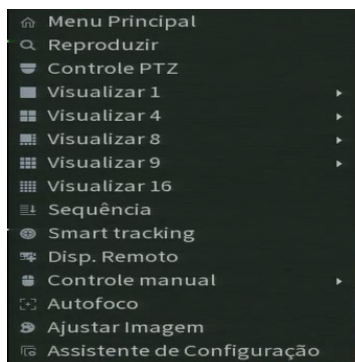 Menu Principal
Reproduzir
Controle PTZ
Visualizar 1
Visualizar 4
Visualizar 8
Visualizar 9
Visualizar 16
Sequência
Smart tracking
Disp. Remoto
Controle manual
Autofoco
Ajustar Imagem
Assistente de Configuração